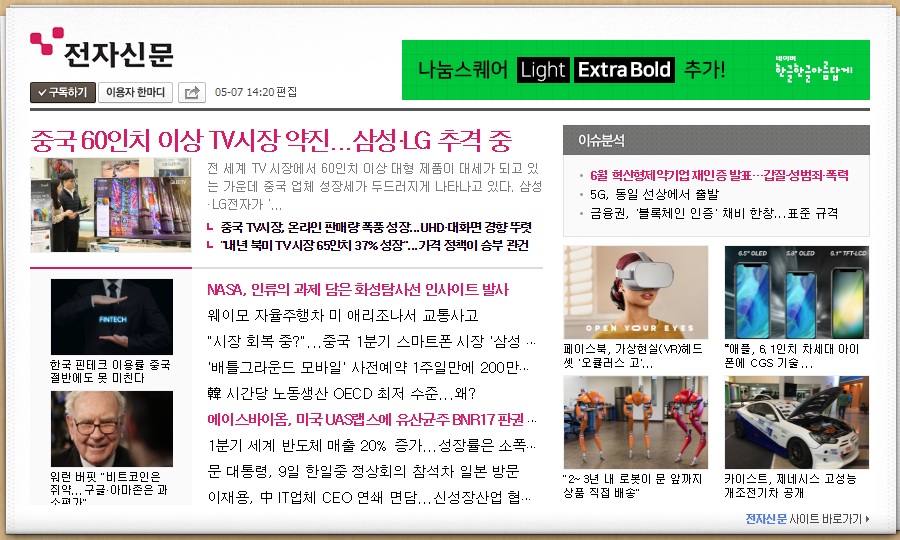 전자신문
구독하기
이용자 한마디
05-07 14:20 편집
나눔스퀘어 Light ExtraBold 추가!
네이버
한글한글아름답게
중국 60인치 이상 TV시장 약진...삼성·LG 추격 중
전 세계 TV 시장에서 60인치 이상 대형 제품이 대세가 되고 있
는 가운데 중국 업체 성장세가 두드러지게 나타나고 있다. 삼성
·LG전자가 '...
중국 TV시장, 온라인 판매량 폭풍 성장...UHD·대화면 경향 뚜렷
"내년 북미 TV 시장 65인치 37% 성장"...가격 정책이 승부 관건
FINTECH
한국 핀테크 이용률 중국
절반에도 못 미친다
워런 버핏 "비트코인은
쥐약...구글·아마존은 과
소평가"
NASA, 인류의 과제 담은 화성탐사선 인사이트 발사
웨이모 자율주행차 미 애리조나서 교통사고
"시장 회복 중?"...중국 1분기 스마트폰 시장 '삼성 …
'배틀그라운드 모바일' 사전예약 1주일만에 200만…
韓 시간당 노동생산 OECD 최저 수준...왜?
에이스바이옴, 미국 UAS랩스에 유산균주 BNR17 판권 …
1분기 세계 반도체 매출 20% 증가...성장률은 소폭…
문 대통령, 9일 한일중 정상회의 참석차 일본 방문
이재용, 中 IT업체 CEO 연쇄 면담...신성장산업 협…
이슈분석
6월 혁신형제약기업 재인증 발표…갑질·성범죄·폭력
5G, 동일 선상에서 출발
금융권, '블록체인 인증' 채비 한창...표준 규격
OPEN YOUR EYES
페이스북, 가상현실(VR)헤드
셋 '오큘러스 고'...
6.5" OLED 5.8" OLED 6.1" TFT-LCD
"애플, 6.1인치 차세대 아이
폰에 CGS 기술...
"2~3년 내 로봇이 문 앞까지
상품 직접 배송"
카이스트, 제네시스 고성능
개조전기차 공개
전자신문 사이트 바로가기